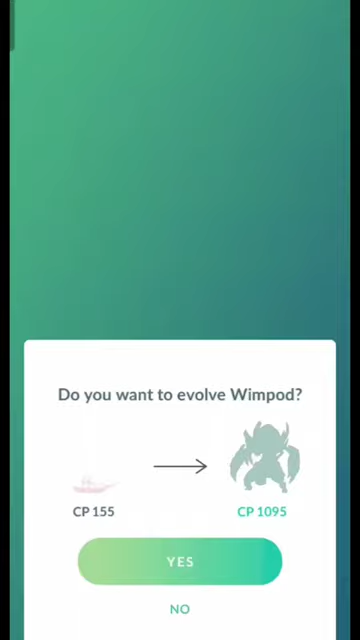 Do you want to evolve Wimpod?
CP 155
CP 1095
YES
NO